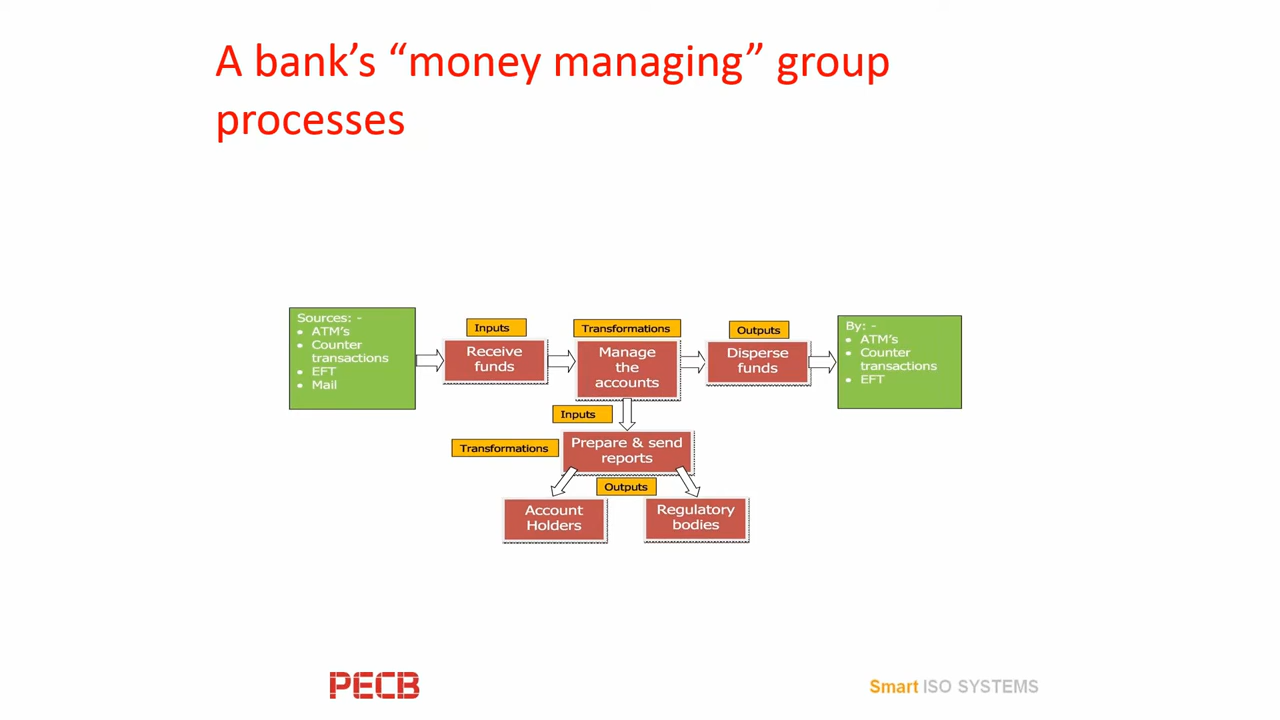 A bank’s “money managing” group
processes
Sources: -
• ATM’s
• Counter
transactions
• EFT
• Mail
Inputs
Receive
funds
Transformations
Manage
the
accounts
Outputs
Disperse
funds
By: -
• ATM’s
• Counter
transactions
• EFT
Inputs
Transformations
Prepare & send
reports
Outputs
Account
Holders
Regulatory
bodies
PECB
Smart ISO SYSTEMS